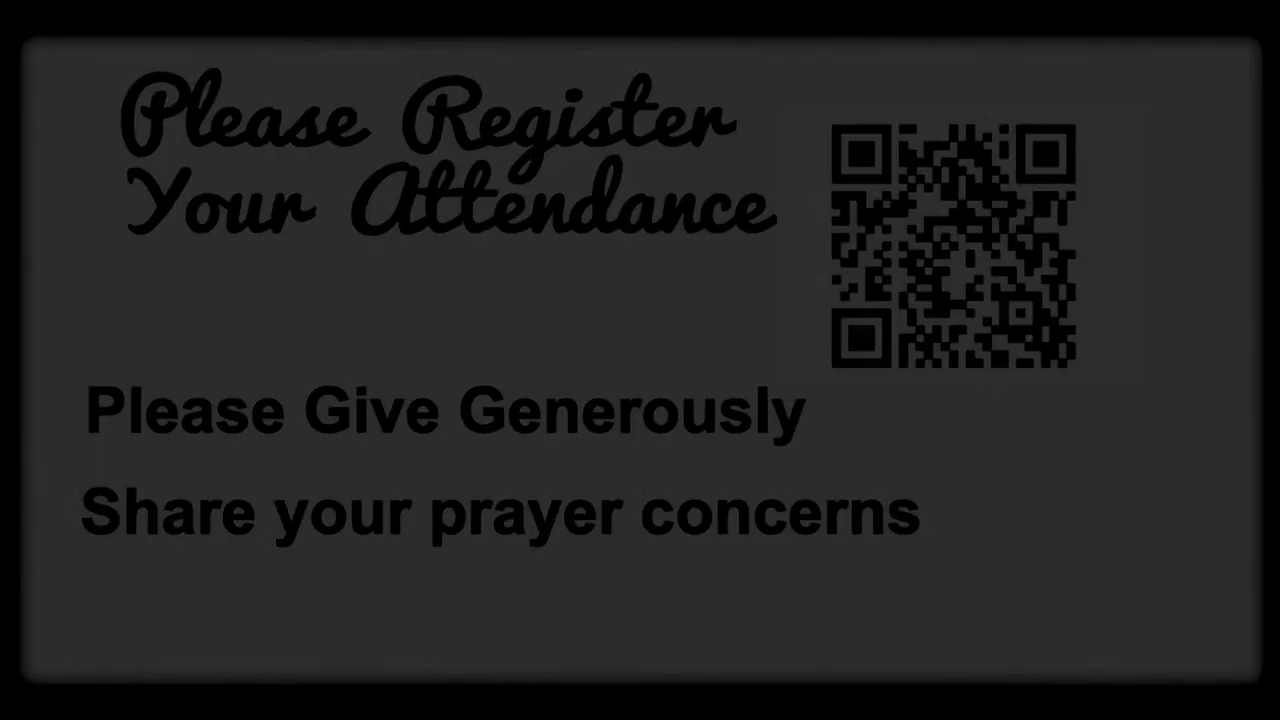 Please Register
Your Attendance
Please Give Generously
Share your prayer concerns